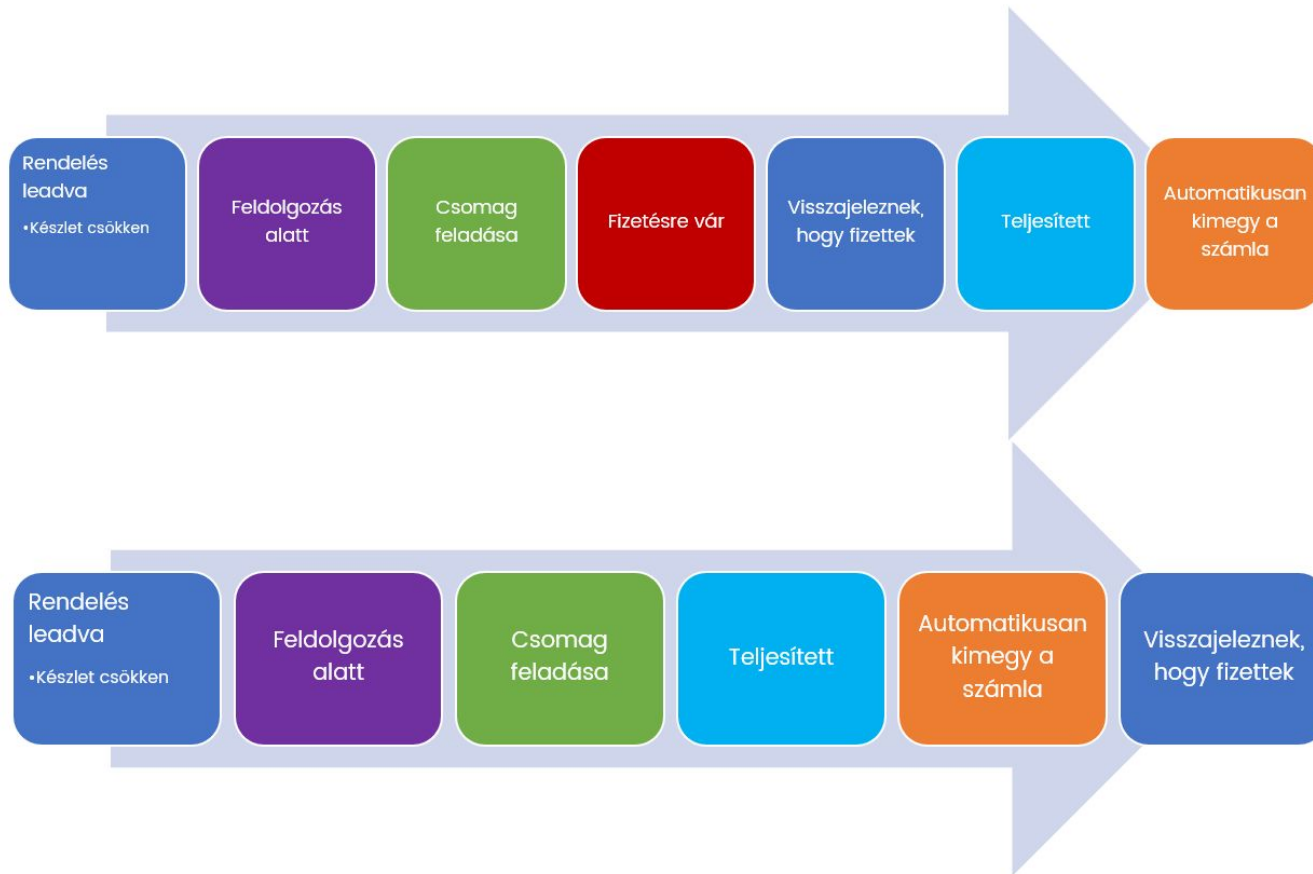 Rendelés
leadva
•Készlet csökken
Feldolgozás
alatt
Csomag
feladása
Fizetésre vár
Visszajeleznek,
hogy fizettek
Teljesített
Automatikusan
kimegy a
számla
Rendelés
leadva
•Készlet csökken
Feldolgozás
alatt
Csomag
feladása
Teljesített
Automatikusan
kimegy a
számla
Visszajeleznek,
hogy fizettek